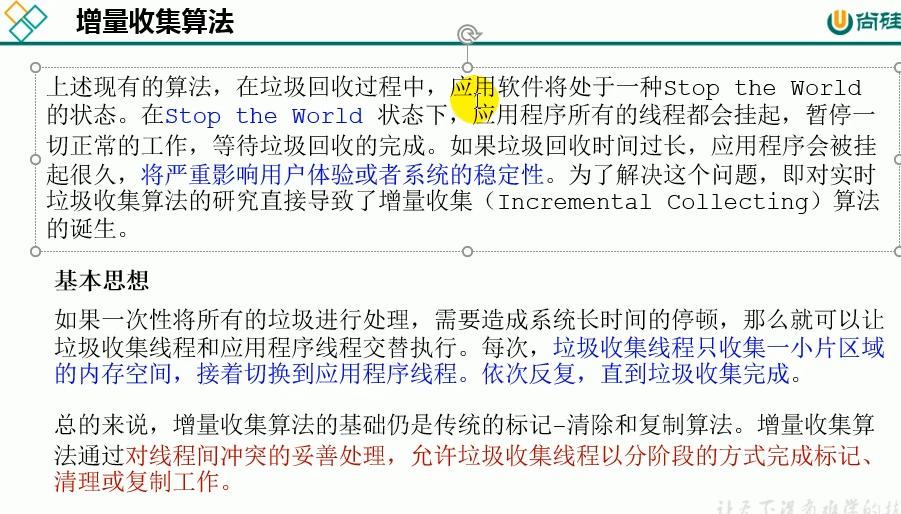 增量收集算法
尚硅
上述现有的算法，在垃圾回收过程中，应用软件将处于一种Stop the World
的状态。在Stop the World 状态下，应用程序所有的线程都会挂起，暂停一
切正常的工作，等待垃圾回收的完成。如果垃圾回收时间过长，应用程序会被挂
起很久，将严重影响用户体验或者系统的稳定性。为了解决这个问题，即对实时
垃圾收集算法的研究直接导致了增量收集（Incremental Collecting）算法
的诞生。
基本思想
如果一次性将所有的垃圾进行处理，需要造成系统长时间的停顿，那么就可以让
垃圾收集线程和应用程序线程交替执行。每次，垃圾收集线程只收集一小片区域
的内存空间，接着切换到应用程序线程。依次反复，直到垃圾收集完成。
总的来说，增量收集算法的基础仍是传统的标记-清除和复制算法。增量收集算
法通过对线程间冲突的妥善处理，允许垃圾收集线程以分阶段的方式完成标记、
清理或复制工作。
让天下没有难学的技